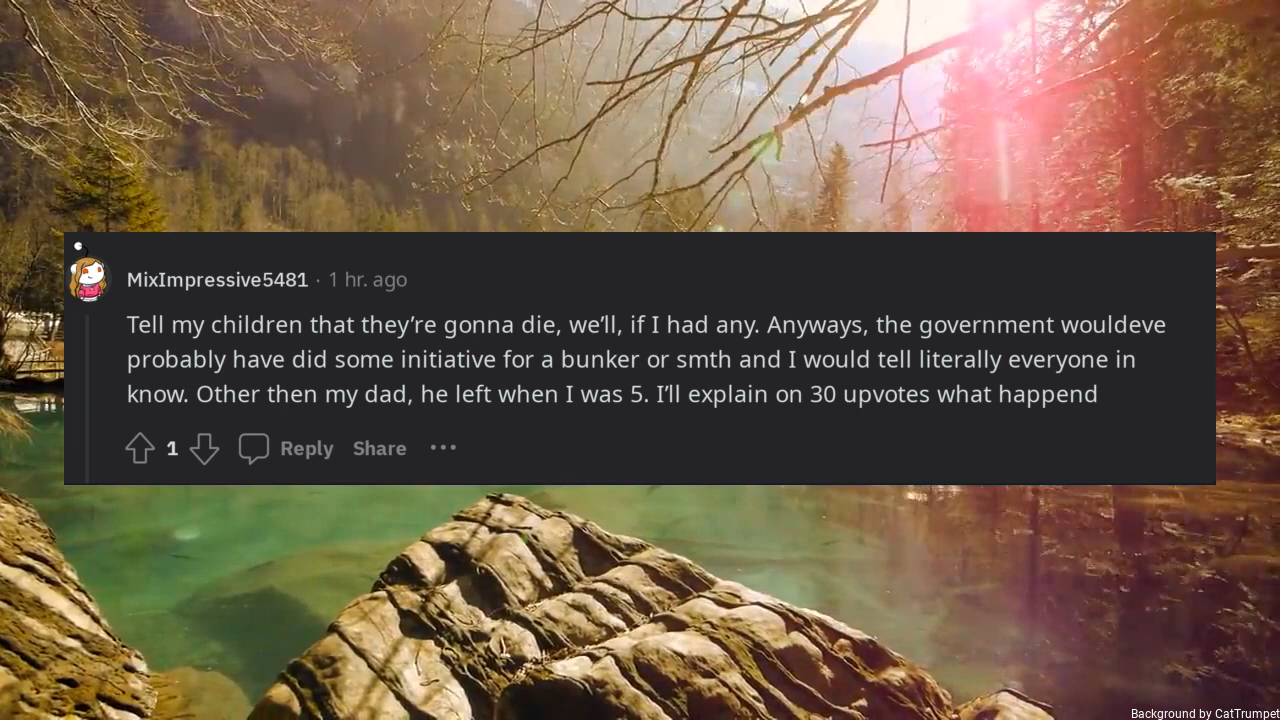 MixImpressive5481 · 1 hr. ago
Tell my children that they’re gonna die, we’ll, if I had any. Anyways, the government wouldeve
probably have did some initiative for a bunker or smth and I would tell literally everyone in
know. Other then my dad, he left when I was 5. I’ll explain on 30 upvotes what happend
1 Reply Share ···
Background by CatTrumpet